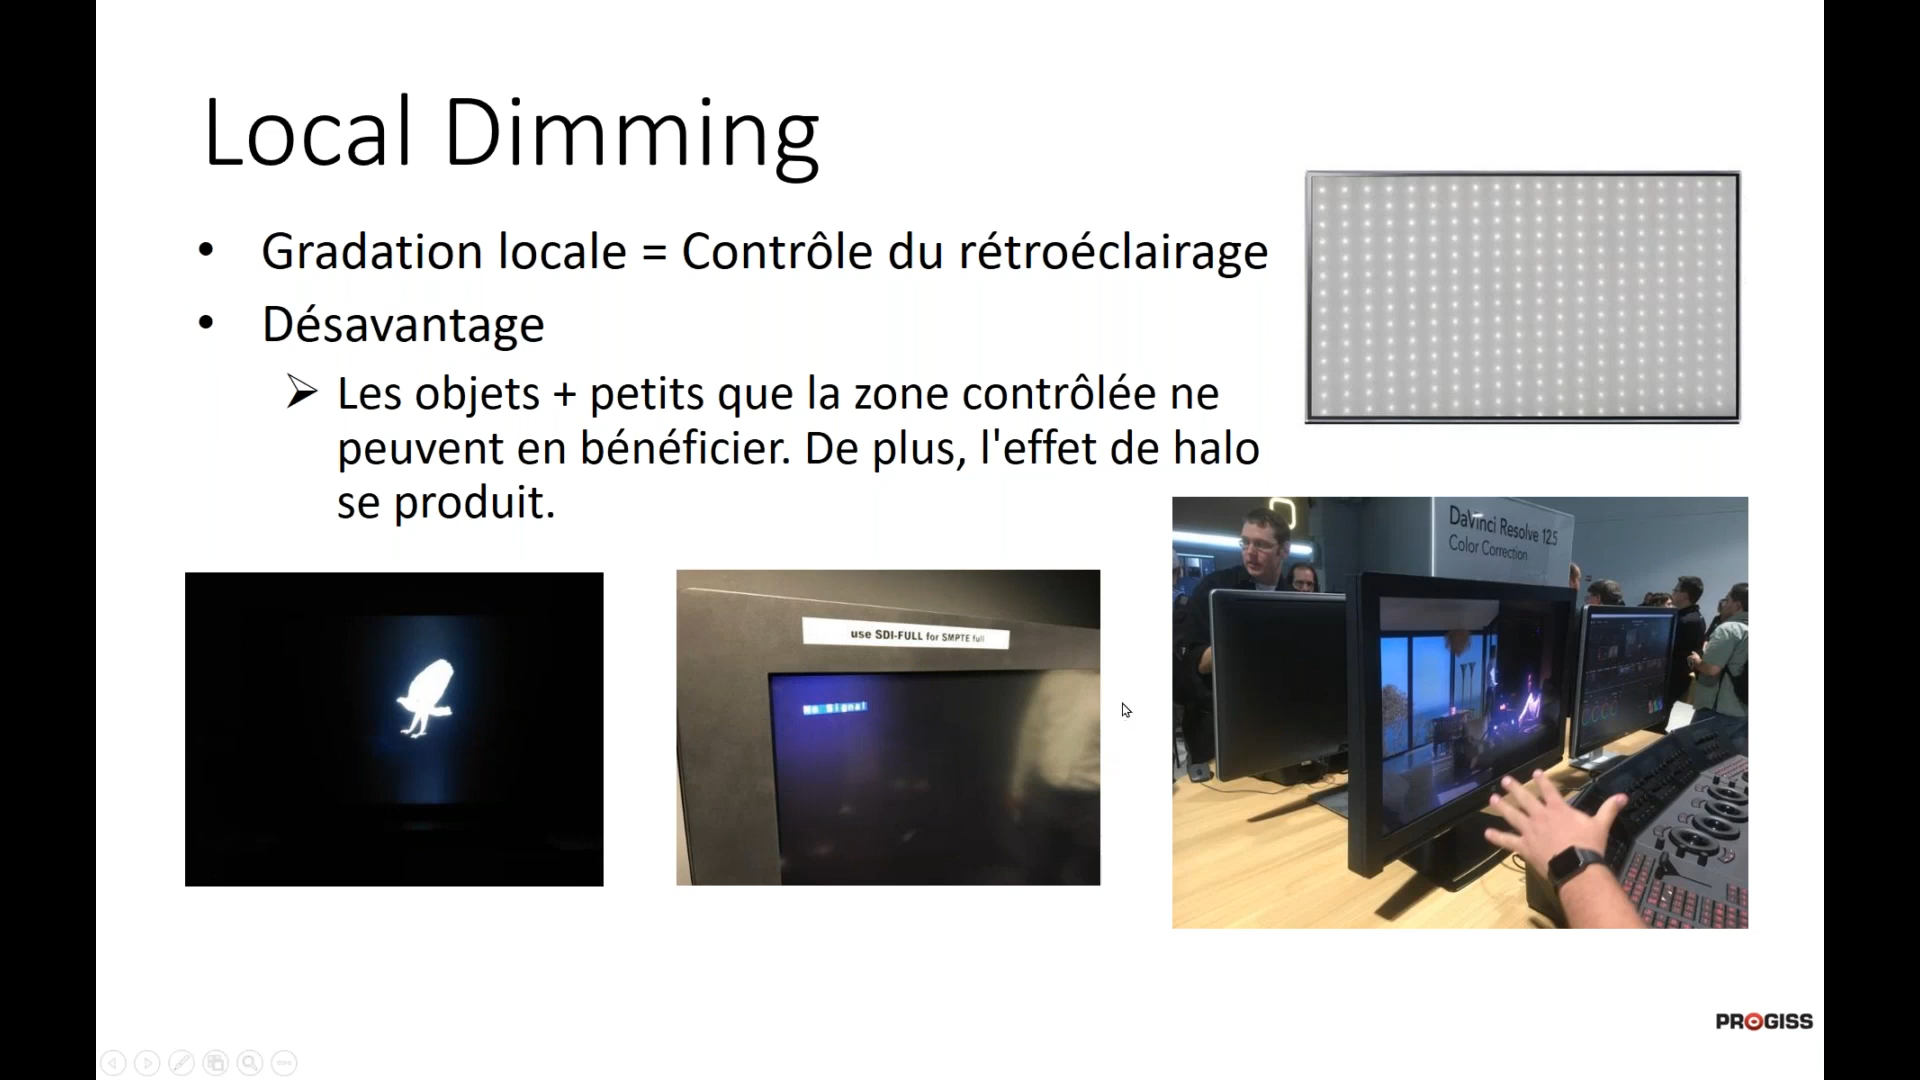 Local Dimming
• Gradation locale = Contrôle du rétroéclairage
• Désavantage
➢ Les objets + petits que la zone contrôlée ne
peuvent en bénéficier. De plus, l'effet de halo
se produit.
DaVinci Resolve 12.5
Color Correction
use SDI-FULL for SMPTE full
No Signal
PROGISS